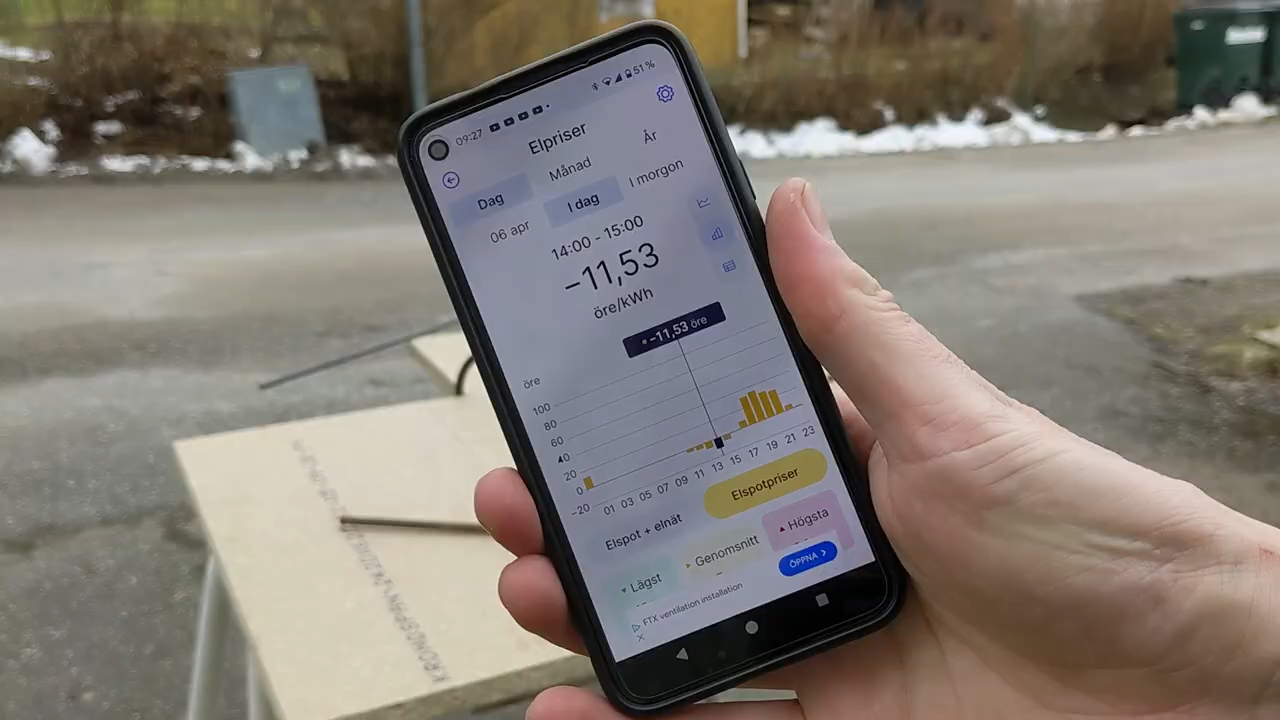 09:27
51%
Elpriser
Dag
Månad
År
06 apr
I dag
I morgon
14:00 - 15:00
-11,53
öre/kWh
-11,53 öre
öre
100
80
60
20
0
-20
01 03 05 07 09 11 13 15 17 19 21 23
Elspot + elnät
Elspotpriser
Lägst
Genomsnitt
Högsta
FTX ventilation installation
ÖPPNA